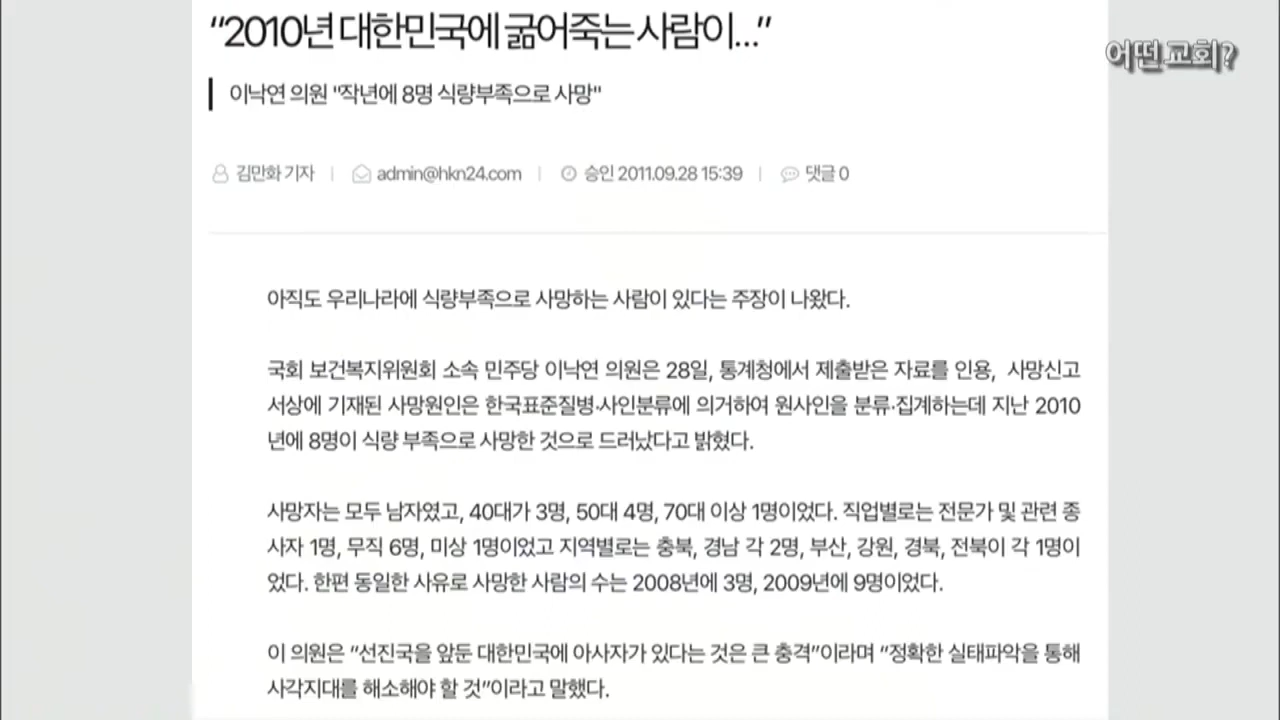 “2010년 대한민국에 굶어죽는 사람이...”
어떤 교회?
이낙연 의원 "작년에 8명 식량부족으로 사망"
김만화 기자 | admin@hkn24.com | 승인 2011.09.28 15:39 | 댓글 0
아직도 우리나라에 식량부족으로 사망하는 사람이 있다는 주장이 나왔다.
국회 보건복지위원회 소속 민주당 이낙연 의원은 28일, 통계청에서 제출받은 자료를 인용, 사망신고
서상에 기재된 사망원인은 한국표준질병·사인분류에 의거하여 원사인을 분류·집계하는데 지난 2010
년에 8명이 식량 부족으로 사망한 것으로 드러났다고 밝혔다.
사망자는 모두 남자였고, 40대가 3명, 50대 4명, 70대 이상 1명이었다. 직업별로는 전문가 및 관련 종
사자 1명, 무직 6명, 미상 1명이었고 지역별로는 충북, 경남 각 2명, 부산, 강원, 경북, 전북이 각 1명이
었다. 한편 동일한 사유로 사망한 사람의 수는 2008년에 3명, 2009년에 9명이었다.
이 의원은 “선진국을 앞둔 대한민국에 아사자가 있다는 것은 큰 충격”이라며 “정확한 실태파악을 통해
사각지대를 해소해야 할 것”이라고 말했다.